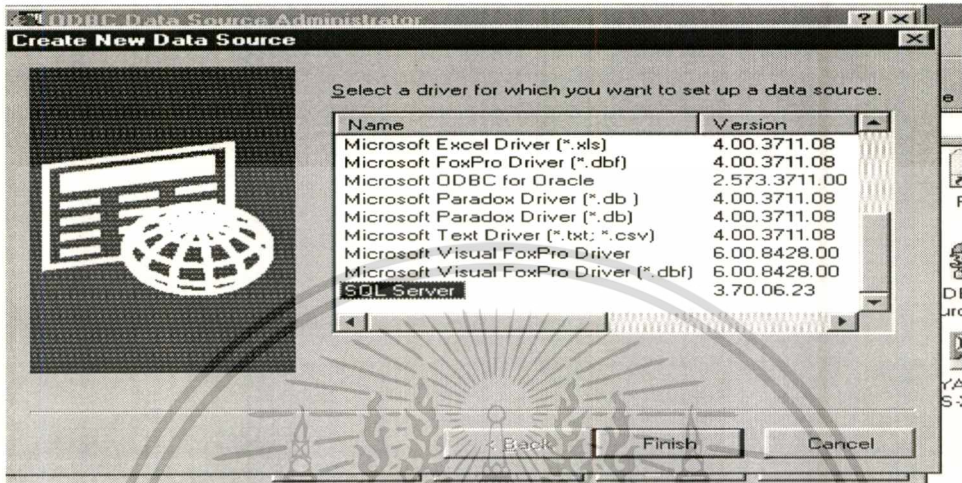 ODBC Data Source Administrator
Create New Data Source
Select a driver for which you want to set up a data source.
Name Version
Microsoft Excel Driver (*.xls) 4.00.3711.08
Microsoft FoxPro Driver (*.dbf) 4.00.3711.08
Microsoft ODBC for Oracle 2.573.3711.00
Microsoft Paradox Driver (*.db ) 4.00.3711.08
Microsoft Paradox Driver (*.db) 4.00.3711.08
Microsoft Text Driver (*.txt; *.csv) 4.00.3711.08
Microsoft Visual FoxPro Driver 6.00.8428.00
Microsoft Visual FoxPro Driver (*.dbf) 6.00.8428.00
SQL Server 3.70.06.23
< Back Finish Cancel